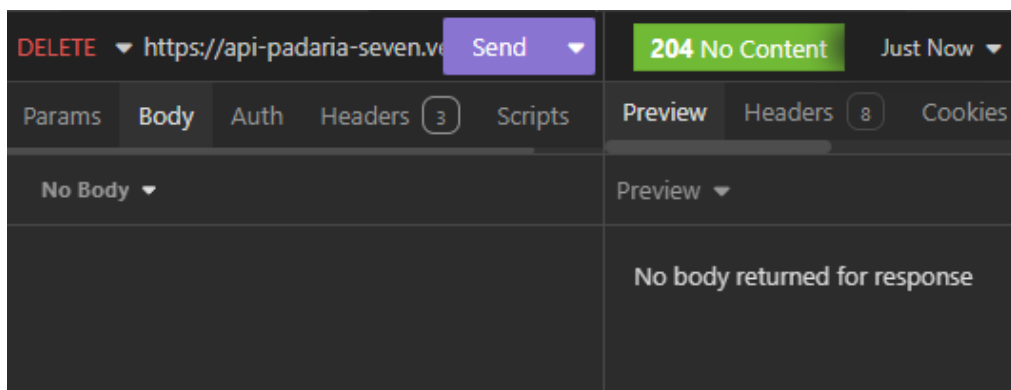 DELETE https://api-padaria-seven.ve Send 204 No Content Just Now
Params Body Auth Headers 3 Scripts Preview Headers 8 Cookies
No Body Preview
No body returned for response